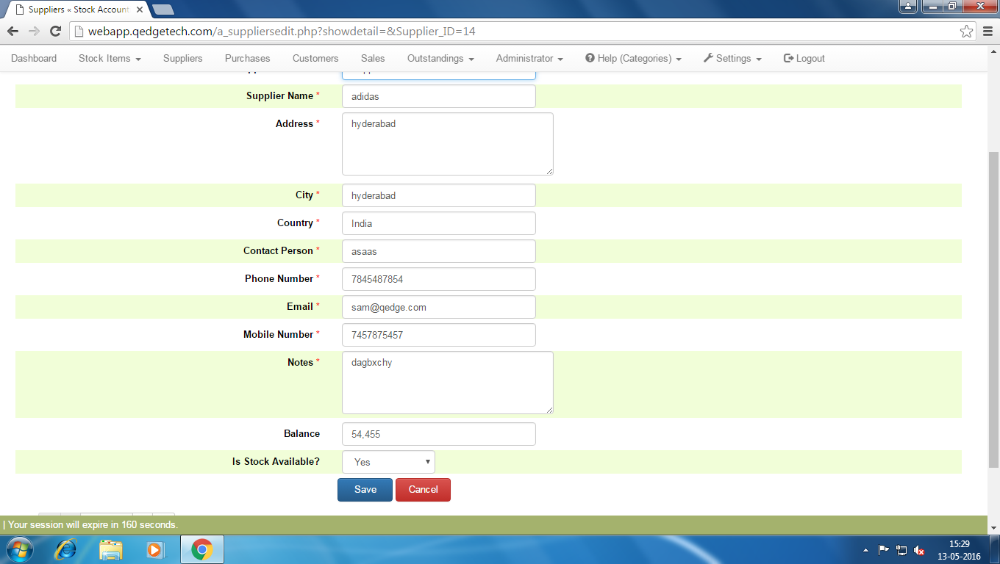 Suppliers « Stock Account
webapp.qedgetech.com/a_suppliersedit.php?showdetail=&Supplier_ID=14
Dashboard Stock Items Suppliers Purchases Customers Sales Outstandings Administrator Help (Categories) Settings Logout
Supplier Name * adidas
Address * hyderabad
City * hyderabad
Country * India
Contact Person * asaas
Phone Number * 7845487854
Email * sam@qedge.com
Mobile Number * 7457875457
Notes * dagbxchy
Balance 54,455
Is Stock Available? Yes
Save Cancel
| Your session will expire in 160 seconds.
15:29
13-05-2016